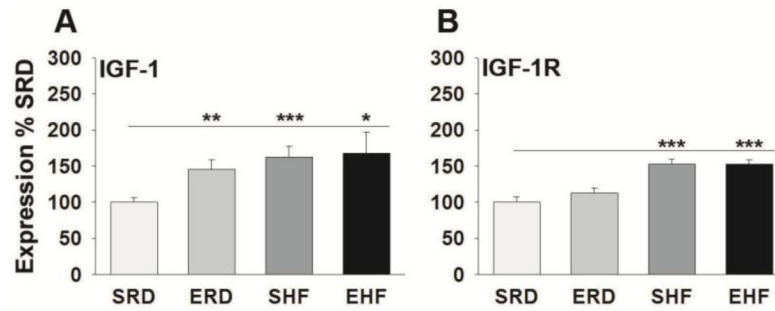 A
B
Expression % SRD
300
250
200
150
100
50
0
IGF-1
** *** *
SRD ERD SHF EHF
300
250
200
150
100
50
0
IGF-1R
*** ***
SRD ERD SHF EHF